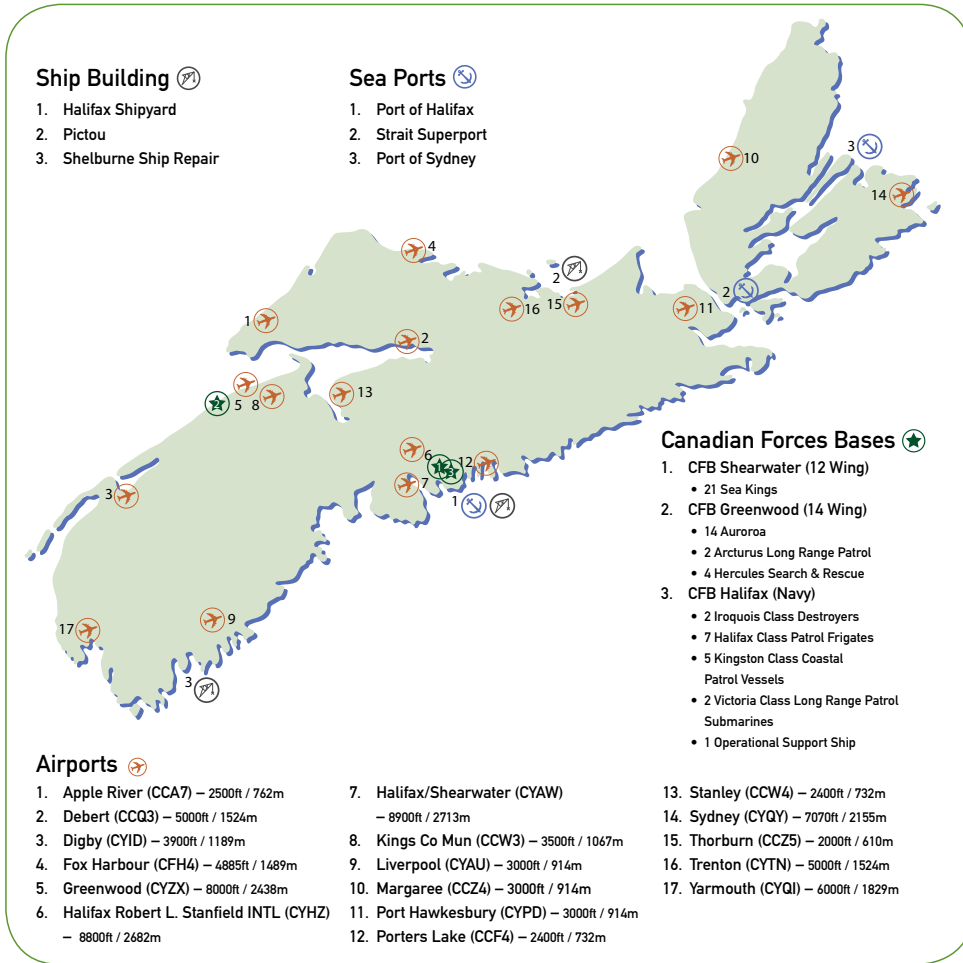 Ship Building
1. Halifax Shipyard
2. Pictou
3. Shelburne Ship Repair
Sea Ports
1. Port of Halifax
2. Strait Superport
3. Port of Sydney
10
3
14
4
2
2
1
16
15
11
2
5
8
13
2
6
1
3
12
7
1
3
17
9
3
Canadian Forces Bases
1. CFB Shearwater (12 Wing)
• 21 Sea Kings
2. CFB Greenwood (14 Wing)
• 14 Auroroa
• 2 Arcturus Long Range Patrol
• 4 Hercules Search & Rescue
3. CFB Halifax (Navy)
• 2 Iroquois Class Destroyers
• 7 Halifax Class Patrol Frigates
• 5 Kingston Class Coastal
Patrol Vessels
• 2 Victoria Class Long Range Patrol
Submarines
• 1 Operational Support Ship
Airports
1. Apple River (CCA7) – 2500ft / 762m
2. Debert (CCQ3) – 5000ft / 1524m
3. Digby (CYID) – 3900ft / 1189m
4. Fox Harbour (CFH4) – 4885ft / 1489m
5. Greenwood (CYZX) – 8000ft / 2438m
6. Halifax Robert L. Stanfield INTL (CYHZ)
– 8800ft / 2682m
7. Halifax/Shearwater (CYAW)
– 8900ft / 2713m
8. Kings Co Mun (CCW3) – 3500ft / 1067m
9. Liverpool (CYAU) – 3000ft / 914m
10. Margaree (CCZ4) – 3000ft / 914m
11. Port Hawkesbury (CYPD) – 3000ft / 914m
12. Porters Lake (CCF4) – 2400ft / 732m
13. Stanley (CCW4) – 2400ft / 732m
14. Sydney (CYQY) – 7070ft / 2155m
15. Thorburn (CCZ5) – 2000ft / 610m
16. Trenton (CYTN) – 5000ft / 1524m
17. Yarmouth (CYQI) – 6000ft / 1829m